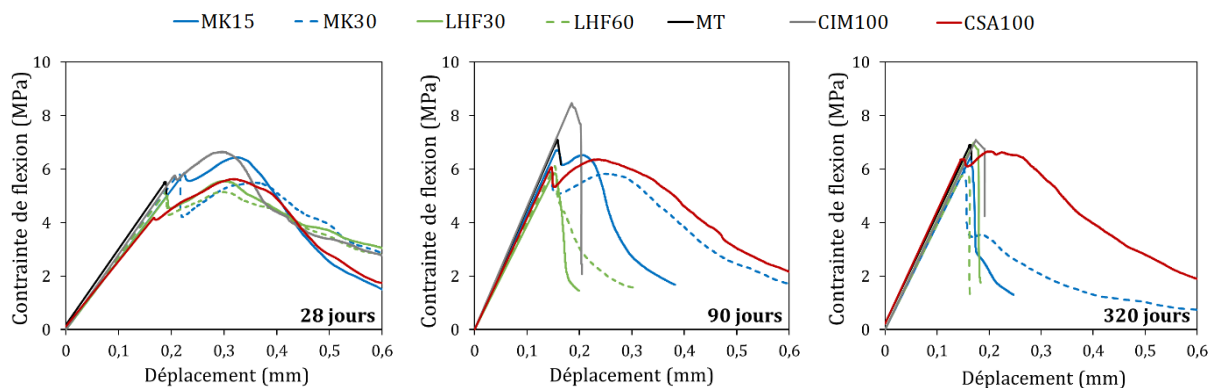 MK15 MK30 LHF30 LHF60 MT CIM100 CSA100
Contrainte de flexion (MPa)
10
8
6
4
2
0
0 0,1 0,2 0,3 0,4 0,5 0,6
28 jours
Déplacement (mm)
Contrainte de flexion (MPa)
10
8
6
4
2
0
0 0,1 0,2 0,3 0,4 0,5 0,6
90 jours
Déplacement (mm)
Contrainte de flexion (MPa)
10
8
6
4
2
0
0 0,1 0,2 0,3 0,4 0,5 0,6
320 jours
Déplacement (mm)